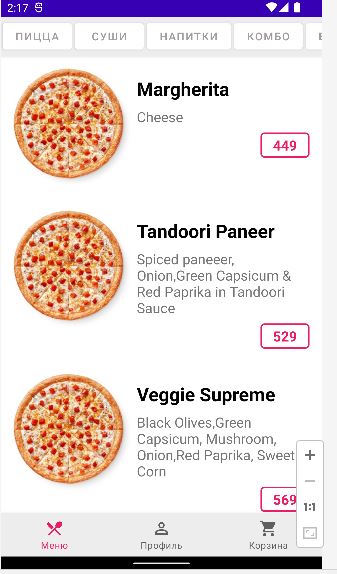 2:17
ПИЦЦА СУШИ НАПИТКИ КОМБО
Margherita
Cheese
449
Tandoori Paneer
Spiced paneeer,
Onion,Green Capsicum &
Red Paprika in Tandoori
Sauce
529
Veggie Supreme
Black Olives,Green
Capsicum, Mushroom,
Onion,Red Paprika, Sweet
Corn
569
1:1
Меню Профиль Корзина